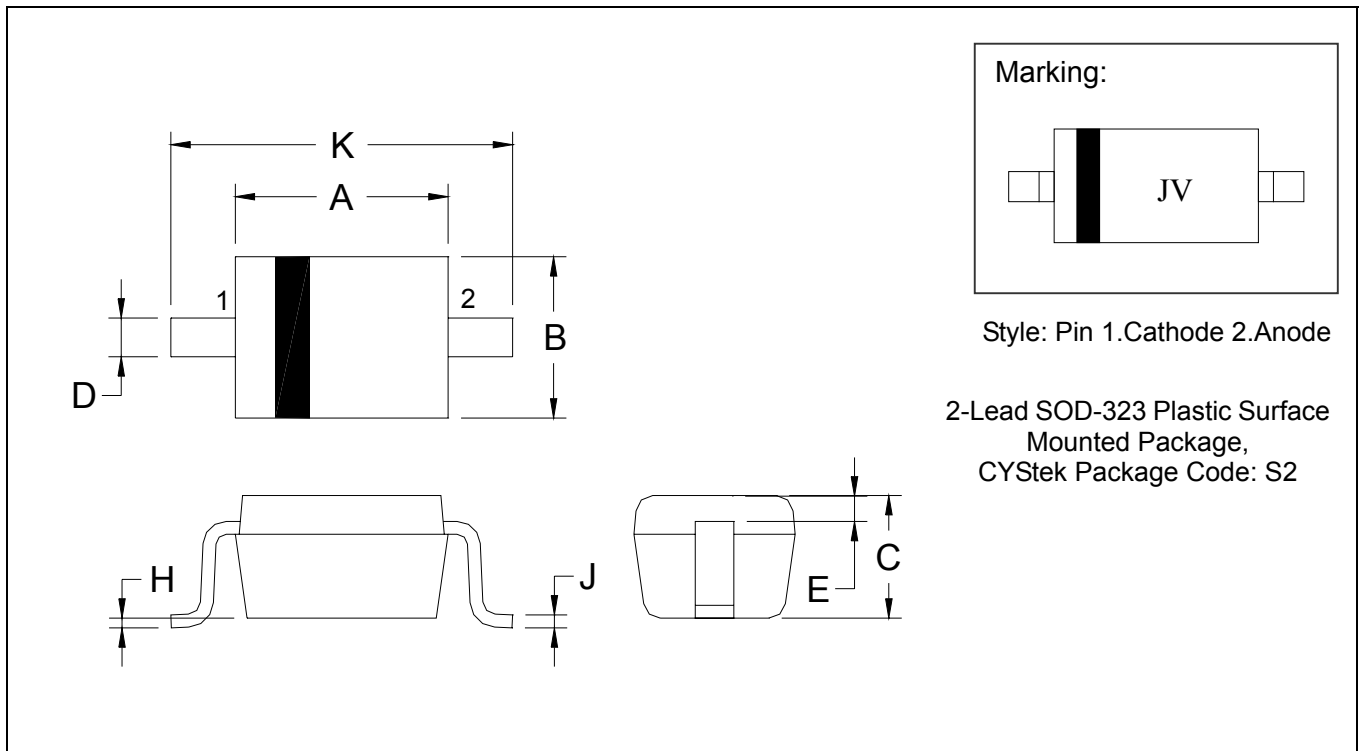 Marking:
JV
Style: Pin 1.Cathode 2.Anode
2-Lead SOD-323 Plastic Surface
Mounted Package,
CYStek Package Code: S2
K
A
1
2
B
D
H
J
E
C